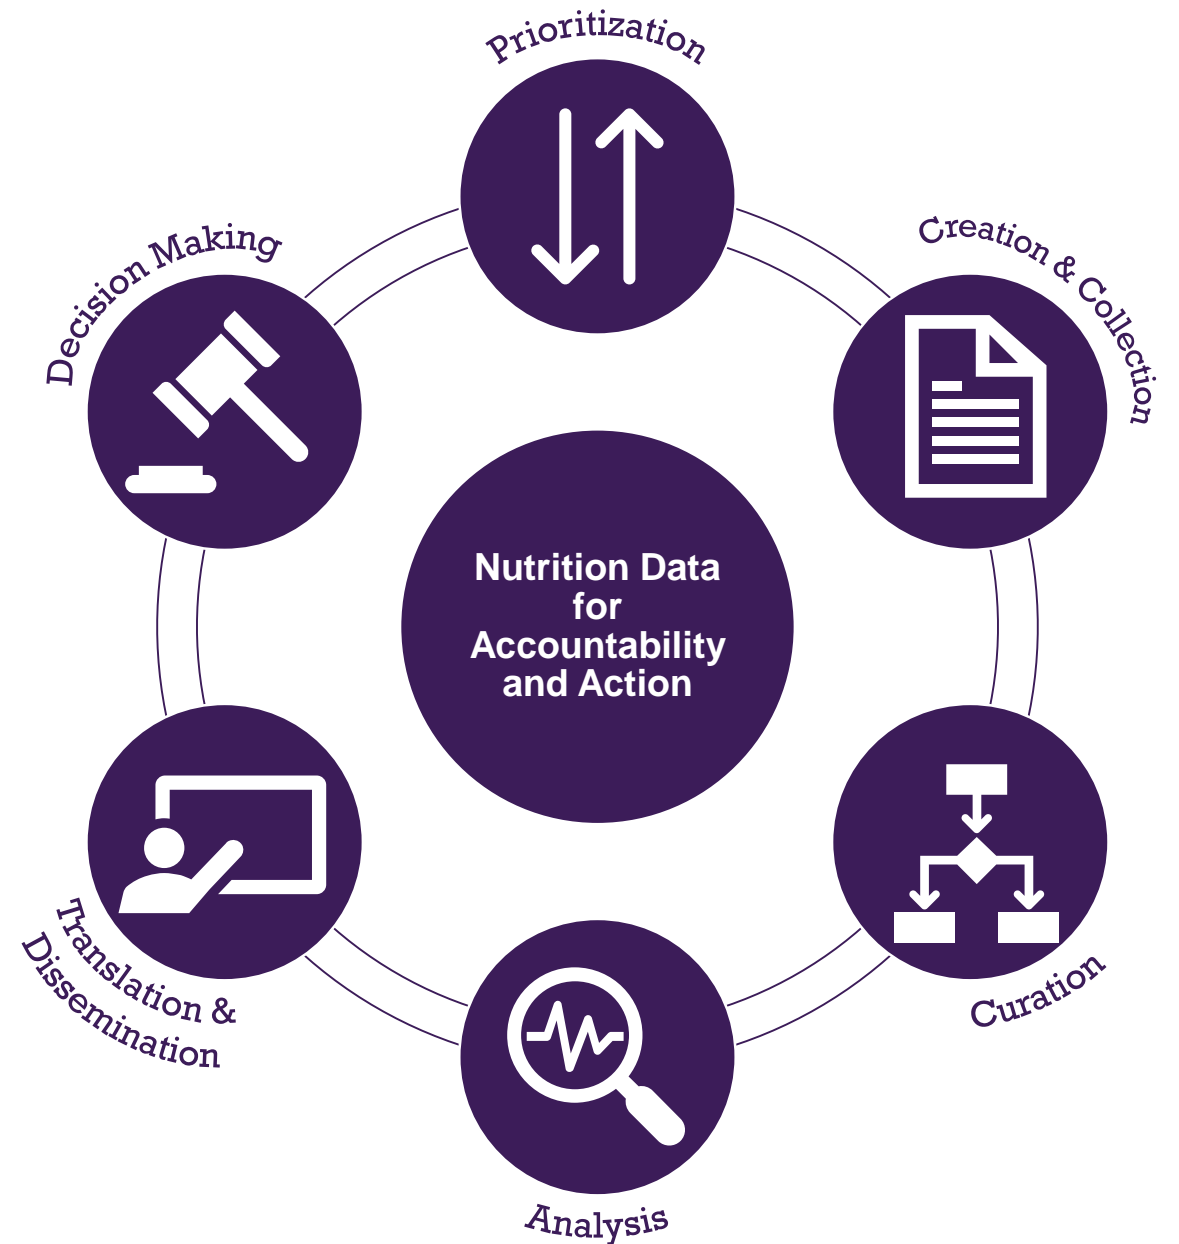 Prioritization
Creation & Collection
Curation
Analysis
Translation &
Dissemination
Decision Making
Nutrition Data
for
Accountability
and Action